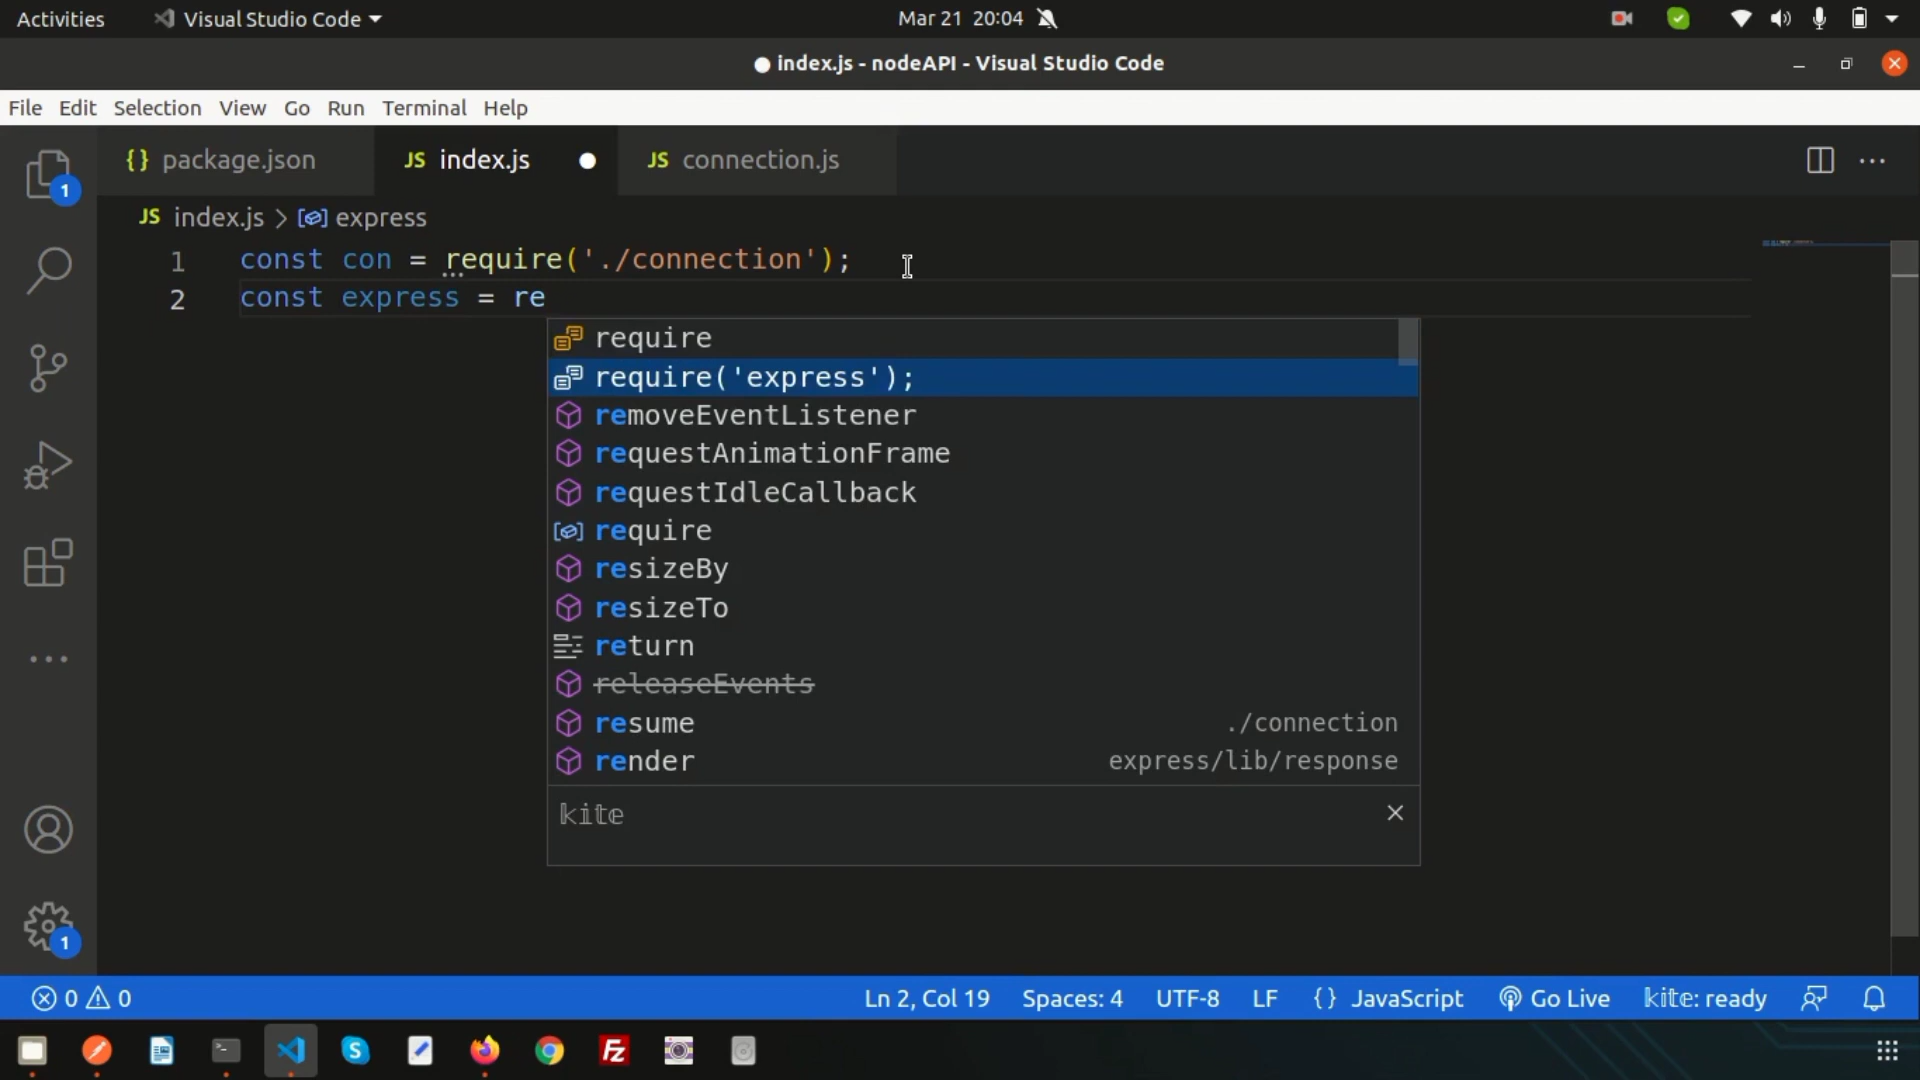 Activities Visual Studio Code Mar 21 20:04
index.js - nodeAPI - Visual Studio Code
File Edit Selection View Go Run Terminal Help
{} package.json JS index.js JS connection.js
JS index.js > express
1 const con = require('./connection');
2 const express = re
require
require('express');
removeEventListener
requestAnimationFrame
requestIdleCallback
require
resizeBy
resizeTo
return
releaseEvents
resume ./connection
render express/lib/response
kite
1
1
0 0 Ln 2, Col 19 Spaces: 4 UTF-8 LF {} JavaScript Go Live kite: ready